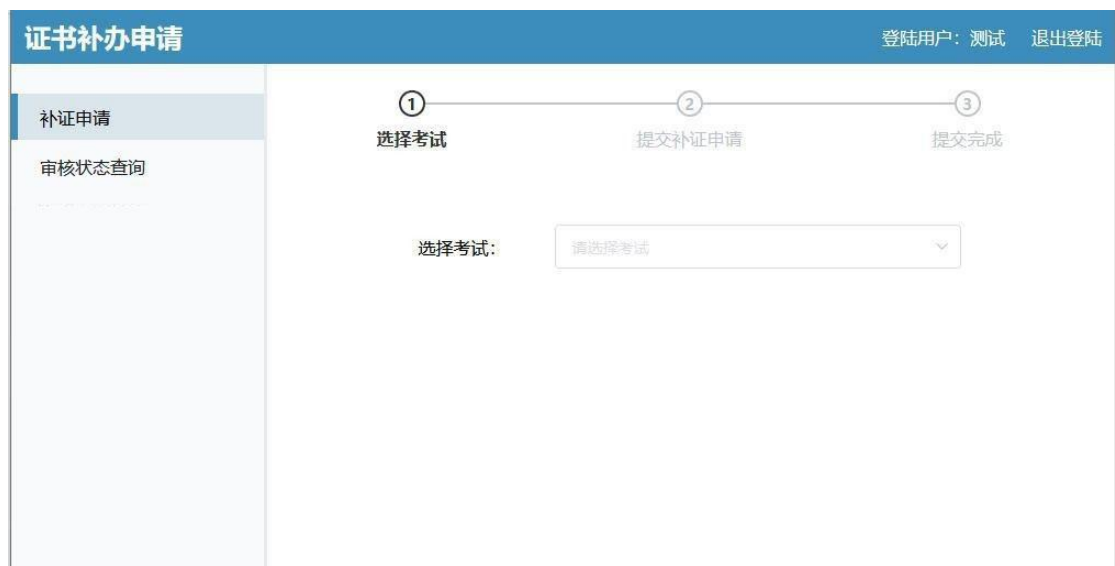 证书补办申请
登陆用户：测试 退出登陆
补证申请
审核状态查询
1 2 3
选择考试 提交补证申请 提交完成
选择考试： 请选择考试